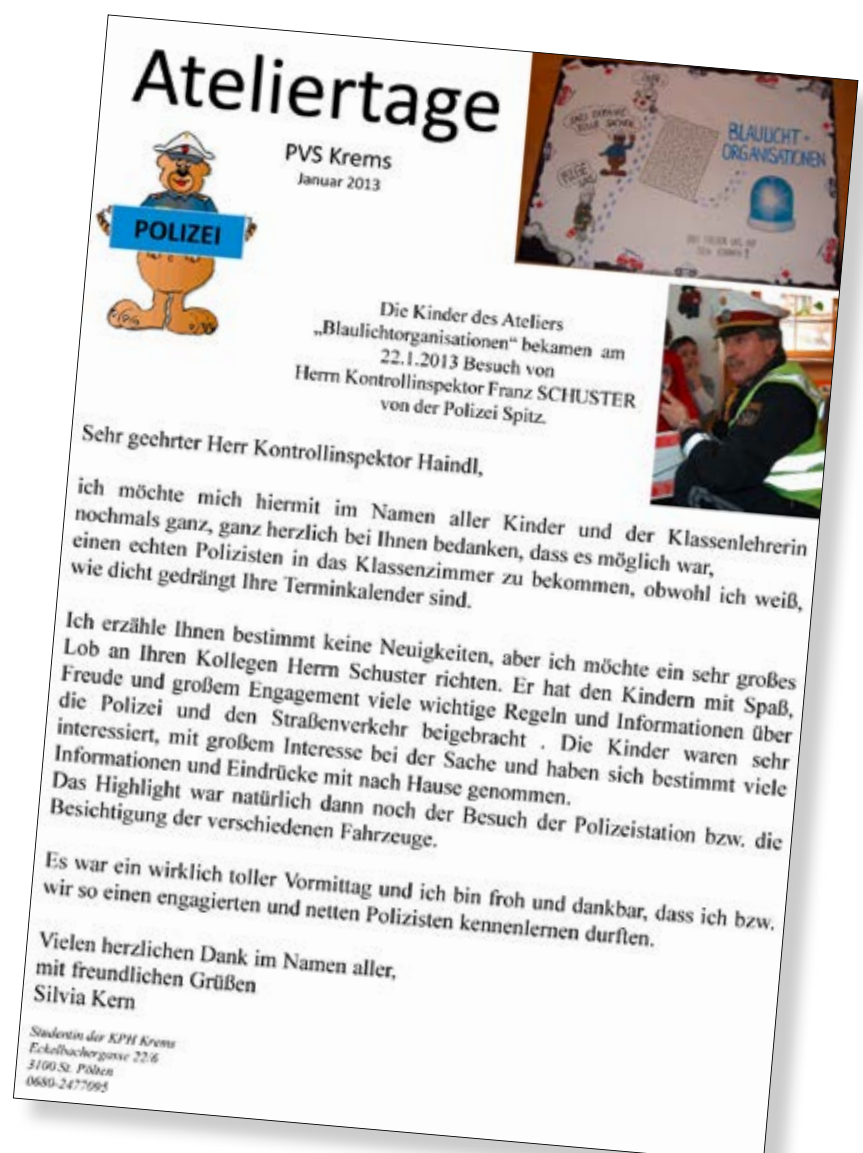 Ateliertage
PVS Krems
Januar 2013
POLIZEI
BLAULICHT-
ORGANISATIONEN
Die Kinder des Ateliers
„Blaulichtorganisationen“ bekamen am
22.1.2013 Besuch von
Herrn Kontrollinspektor Franz SCHUSTER
von der Polizei Spitz.
Sehr geehrter Herr Kontrollinspektor Haindl,
ich möchte mich hiermit im Namen aller Kinder und der Klassenlehrerin
nochmals ganz, ganz herzlich bei Ihnen bedanken, dass es möglich war,
einen echten Polizisten in das Klassenzimmer zu bekommen, obwohl ich weiß,
wie dicht gedrängt Ihre Terminkalender sind.
Ich erzähle Ihnen bestimmt keine Neuigkeiten, aber ich möchte ein sehr großes
Lob an Ihren Kollegen Herrn Schuster richten. Er hat den Kindern mit Spaß,
Freude und großem Engagement viele wichtige Regeln und Informationen über
die Polizei und den Straßenverkehr beigebracht . Die Kinder waren sehr
interessiert, mit großem Interesse bei der Sache und haben sich bestimmt viele
Informationen und Eindrücke mit nach Hause genommen.
Das Highlight war natürlich dann noch der Besuch der Polizeistation bzw. die
Besichtigung der verschiedenen Fahrzeuge.
Es war ein wirklich toller Vormittag und ich bin froh und dankbar, dass ich bzw.
wir so einen engagierten und netten Polizisten kennenlernen durften.
Vielen herzlichen Dank im Namen aller,
mit freundlichen Grüßen
Silvia Kern
Studentin der KPH Krems
Eckelbachergasse 22/6
3100 St. Pölten
0680-2477095